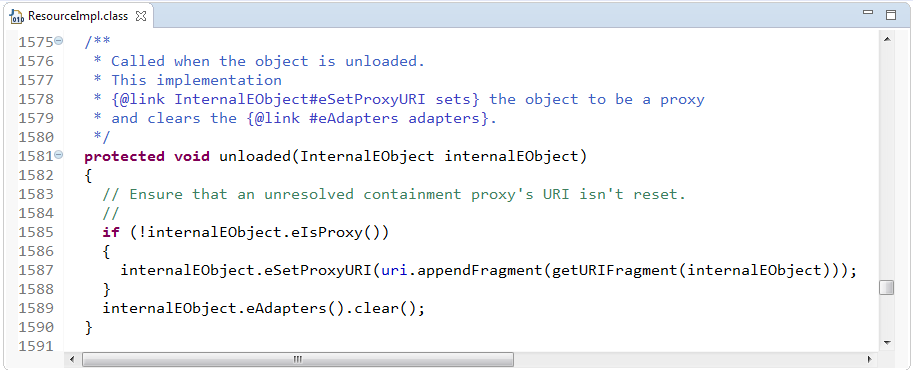 ResourceImpl.class
1575 /**
1576 * Called when the object is unloaded.
1577 * This implementation
1578 * {@link InternalEObject#eSetProxyURI sets} the object to be a proxy
1579 * and clears the {@link #eAdapters adapters}.
1580 */
1581 protected void unloaded(InternalEObject internalEObject)
1582 {
1583 // Ensure that an unresolved containment proxy's URI isn't reset.
1584 //
1585 if (!internalEObject.eIsProxy())
1586 {
1587 internalEObject.eSetProxyURI(uri.appendFragment(getURIFragment(internalEObject)));
1588 }
1589 internalEObject.eAdapters().clear();
1590 }
1591